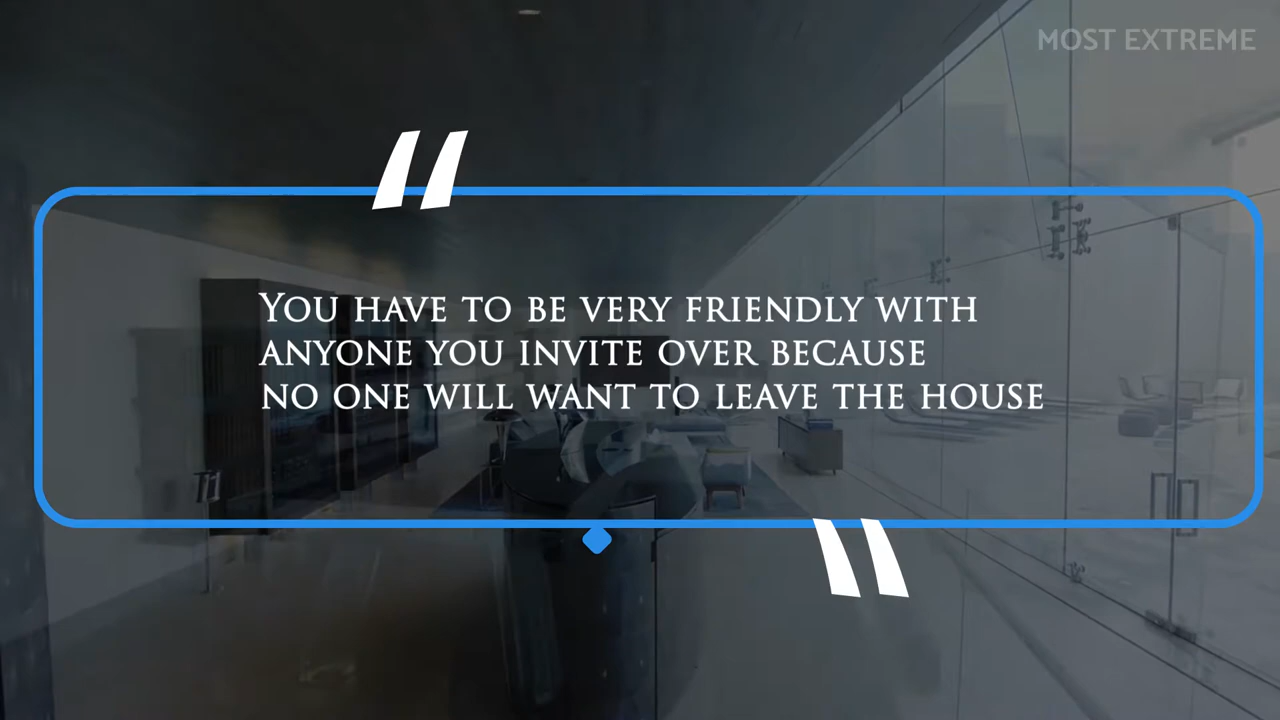 MOST EXTREME
“
You have to be very friendly with
anyone you invite over because
no one will want to leave the house
”